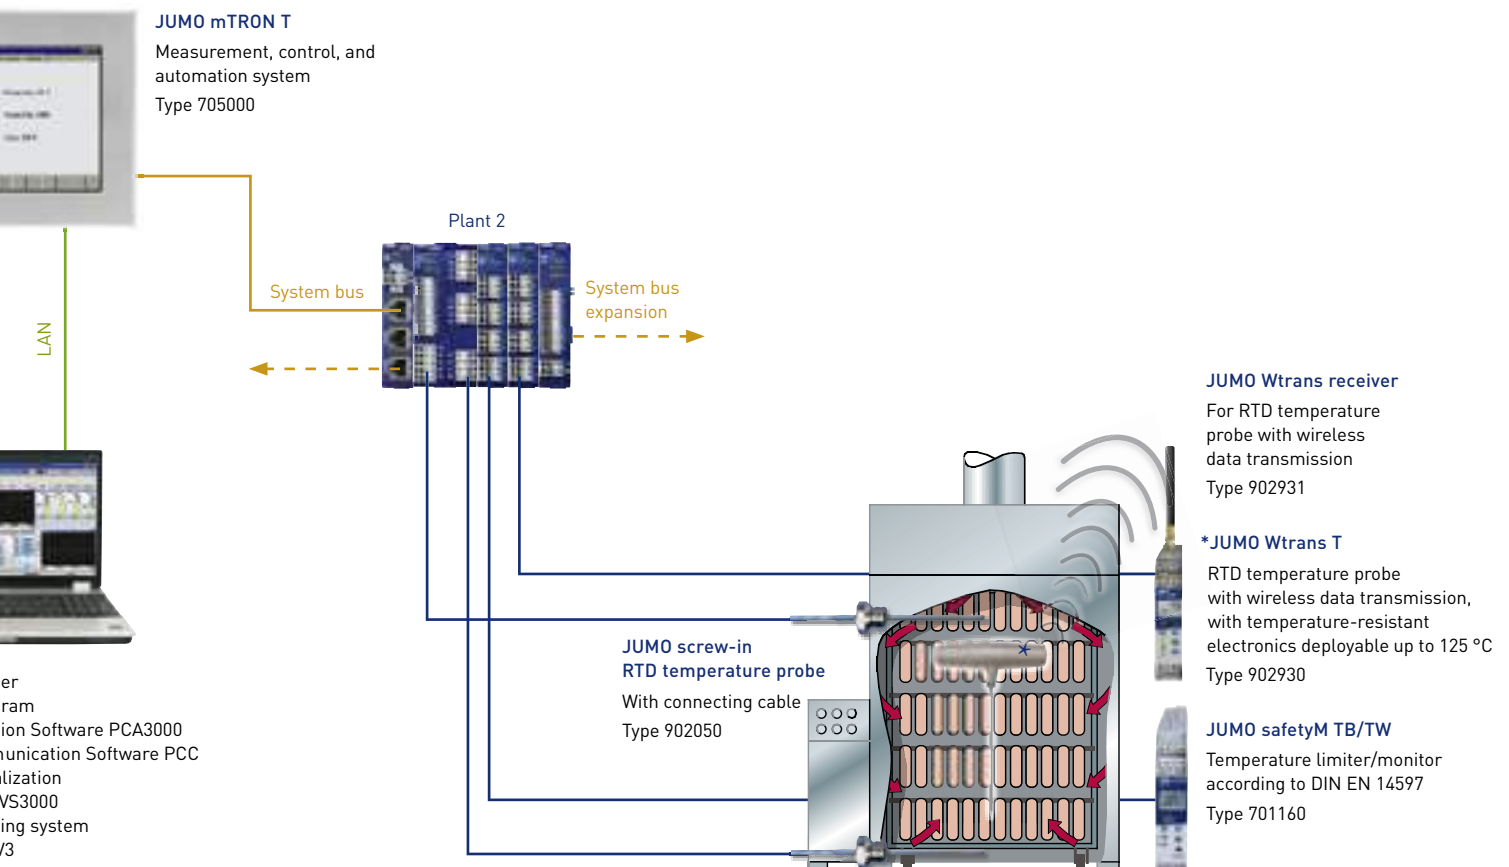 JUMO mTRON T
Measurement, control, and
automation system
Type 705000
Plant 2
System bus
System bus
expansion
LAN
JUMO Wtrans receiver
For RTD temperature
probe with wireless
data transmission
Type 902931
*JUMO Wtrans T
RTD temperature probe
with wireless data transmission,
with temperature-resistant
electronics deployable up to 125 °C
Type 902930
JUMO screw-in
RTD temperature probe
With connecting cable
Type 902050
*
JUMO safetyM TB/TW
Temperature limiter/monitor
according to DIN EN 14597
Type 701160
er
ram
ion Software PCA3000
munication Software PCC
alization
VS3000
ing system
V3